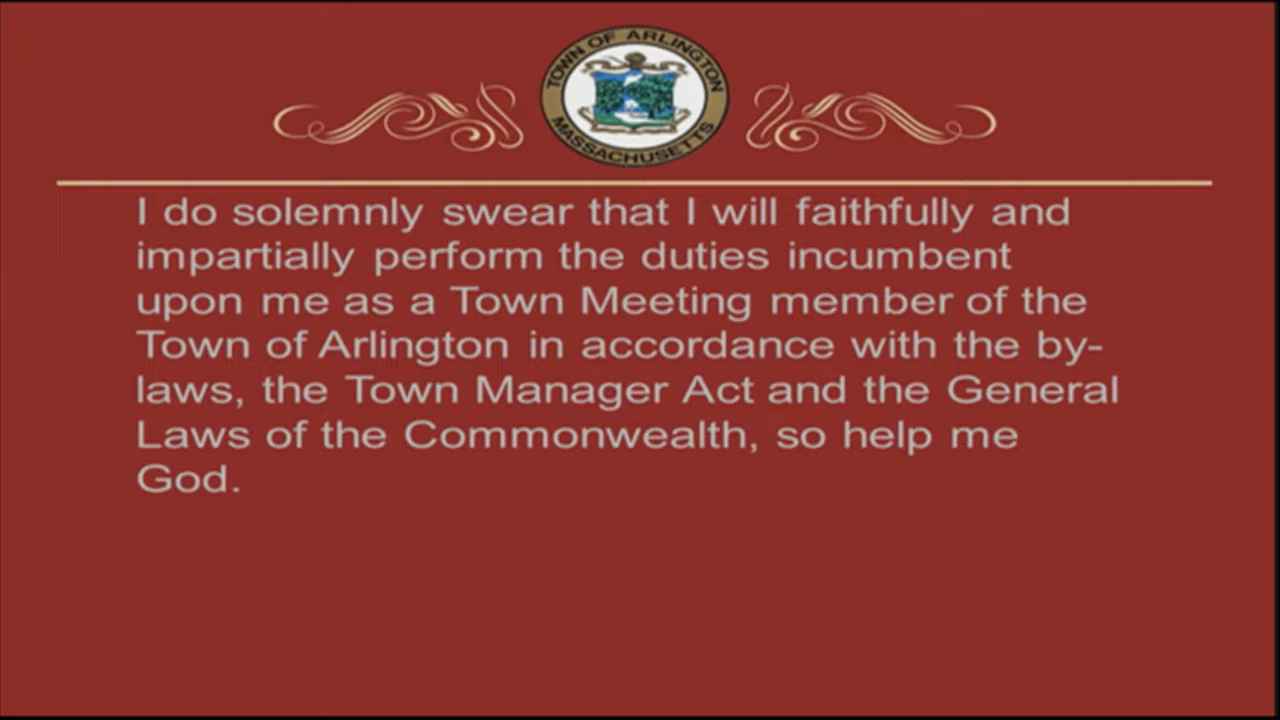 TOWN OF ARLINGTON
MASSACHUSETTS
I do solemnly swear that I will faithfully and
impartially perform the duties incumbent
upon me as a Town Meeting member of the
Town of Arlington in accordance with the by-
laws, the Town Manager Act and the General
Laws of the Commonwealth, so help me
God.